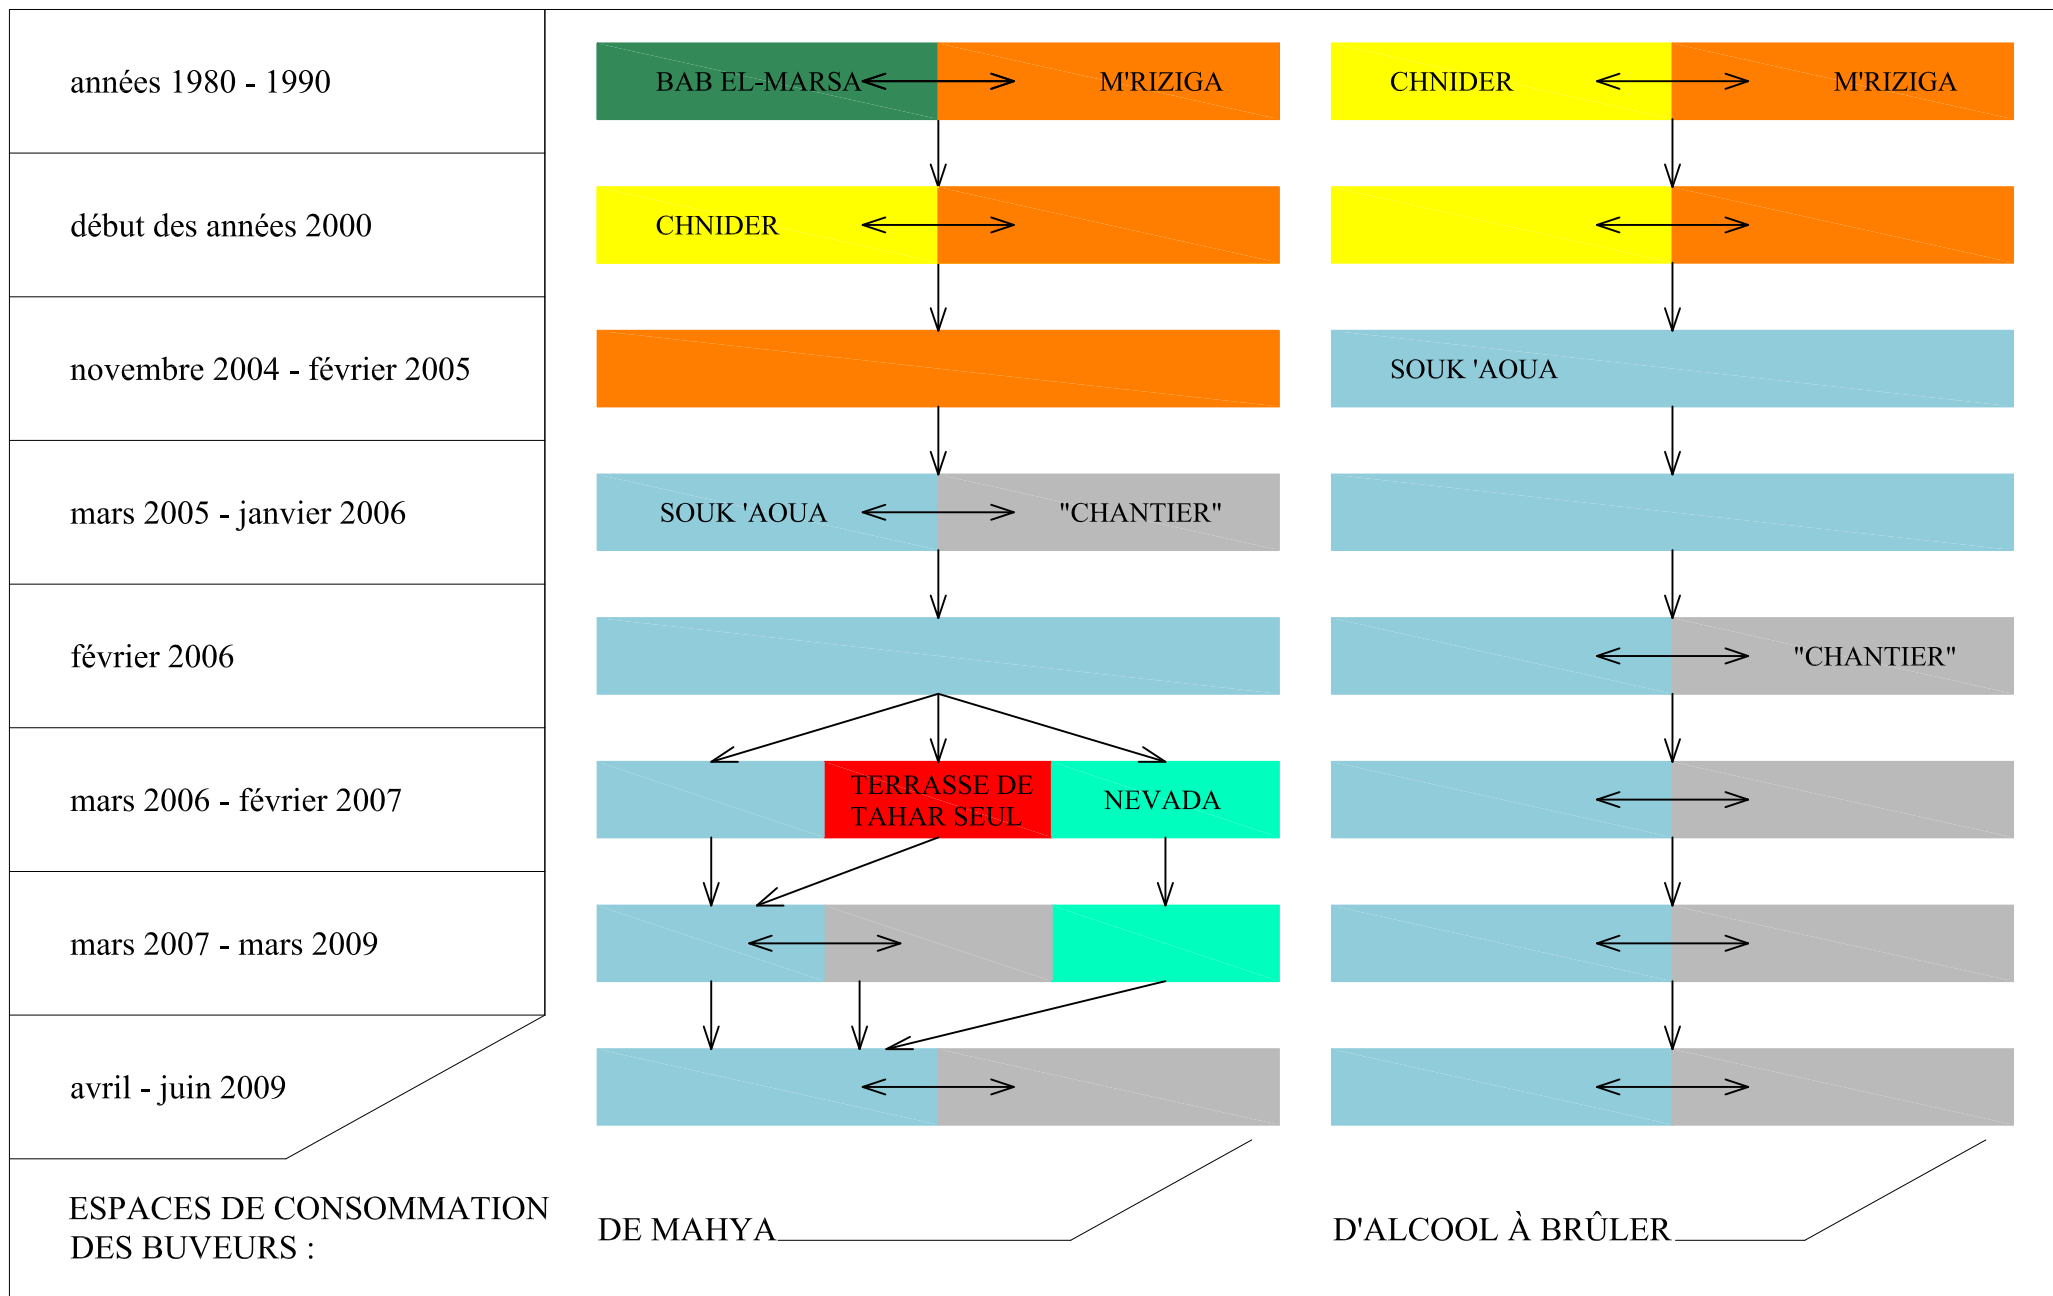 années 1980 - 1990
BAB EL-MARSA
M'RIZIGA
CHNIDER
M'RIZIGA
début des années 2000
CHNIDER
novembre 2004 - février 2005
SOUK 'AOUA
mars 2005 - janvier 2006
SOUK 'AOUA
"CHANTIER"
février 2006
"CHANTIER"
mars 2006 - février 2007
TERRASSE DE
TAHAR SEUL
NEVADA
mars 2007 - mars 2009
avril - juin 2009
ESPACES DE CONSOMMATION
DES BUVEURS :
DE MAHYA
D'ALCOOL À BRÛLER